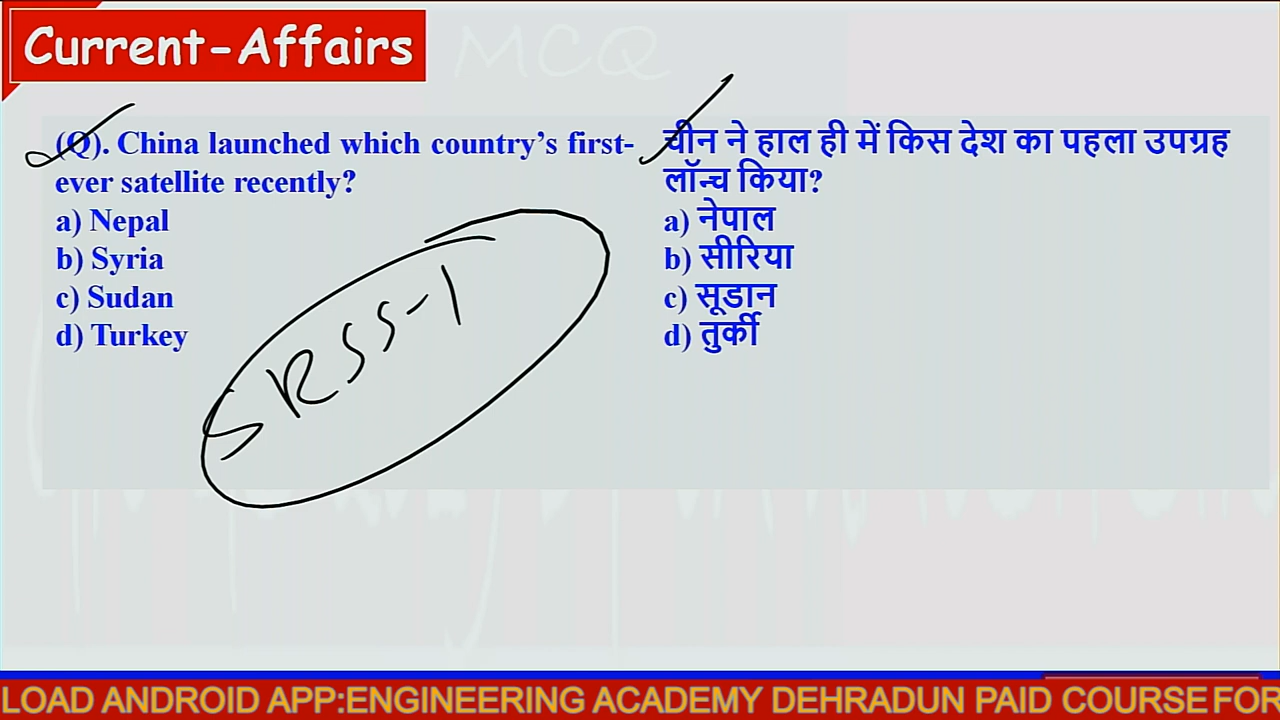 Current-Affairs
MCQ
(Q). China launched which country's first-
ever satellite recently?
a) Nepal
b) Syria
c) Sudan
d) Turkey
SRSS-1
चीन ने हाल ही में किस देश का पहला उपग्रह
लॉन्च किया?
a) नेपाल
b) सीरिया
c) सूडान
d) तुर्की
LOAD ANDROID APP:ENGINEERING ACADEMY DEHRADUN PAID COURSE FOR